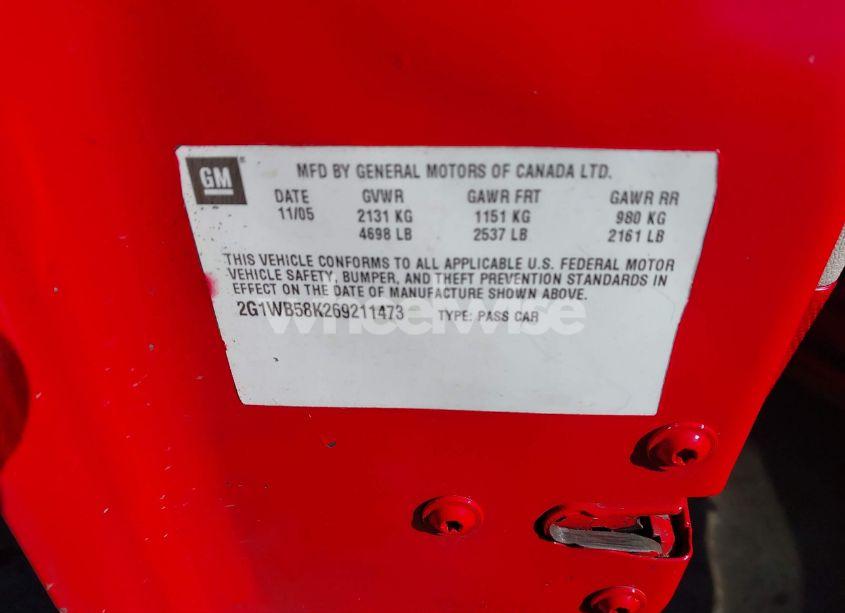 GM
MFD BY GENERAL MOTORS OF CANADA LTD.
DATE GVWR GAWR FRT GAWR RR
11/05 2131 KG 1151 KG 980 KG
4698 LB 2537 LB 2161 LB
THIS VEHICLE CONFORMS TO ALL APPLICABLE U.S. FEDERAL MOTOR
VEHICLE SAFETY, BUMPER, AND THEFT PREVENTION STANDARDS IN
EFFECT ON THE DATE OF MANUFACTURE SHOWN ABOVE.
2G1WB58K269211473 TYPE: PASS CAR
wheelwise